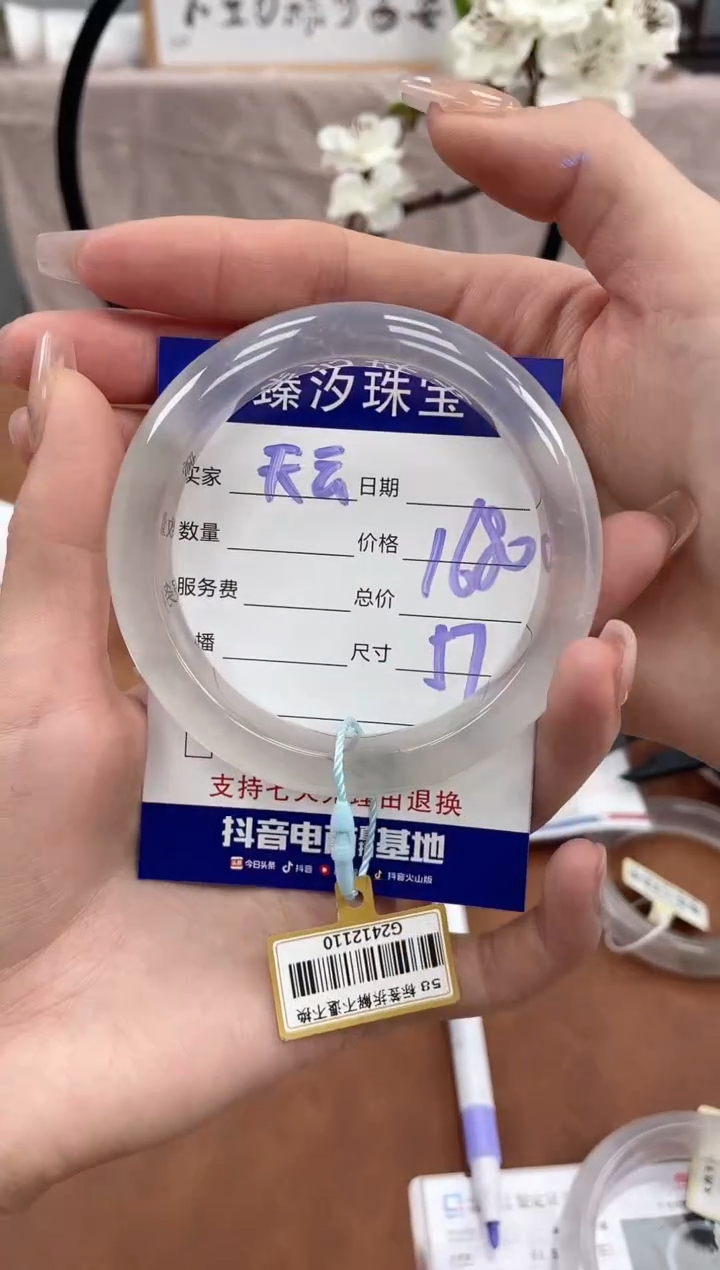 臻汐珠宝
卖家 天云 日期
数量 价格 1680
服务费 总价
播 尺寸 57
支持七天无理由退换
抖音电商 基地
今日头条 抖音 抖音火山版
G2412110
58 标签拆解不退不换